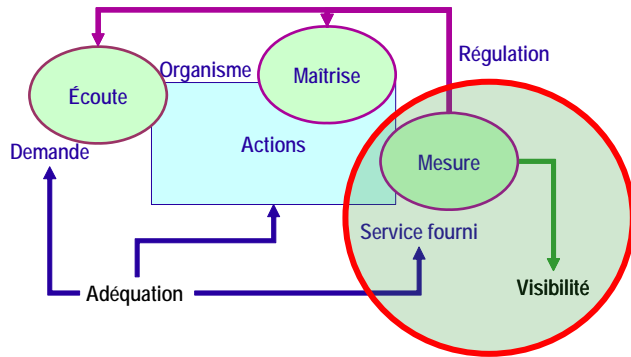 Régulation
Organisme
Maîtrise
Écoute
Actions
Demande
Mesure
Service fourni
Adéquation
Visibilité